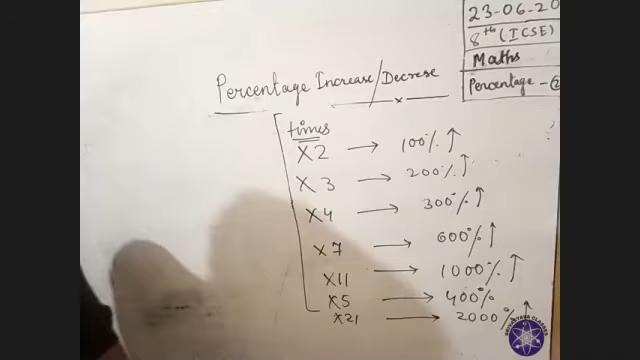 23-06-20
8th (ICSE)
Maths
Percentage - 2
Percentage Increase/Decrese
times
X2 → 100% ↑
X3 → 200% ↑
X4 → 300% ↑
X7 → 600% ↑
X11 → 1000% ↑
X5 → 400%
X21 → 2000% ↑